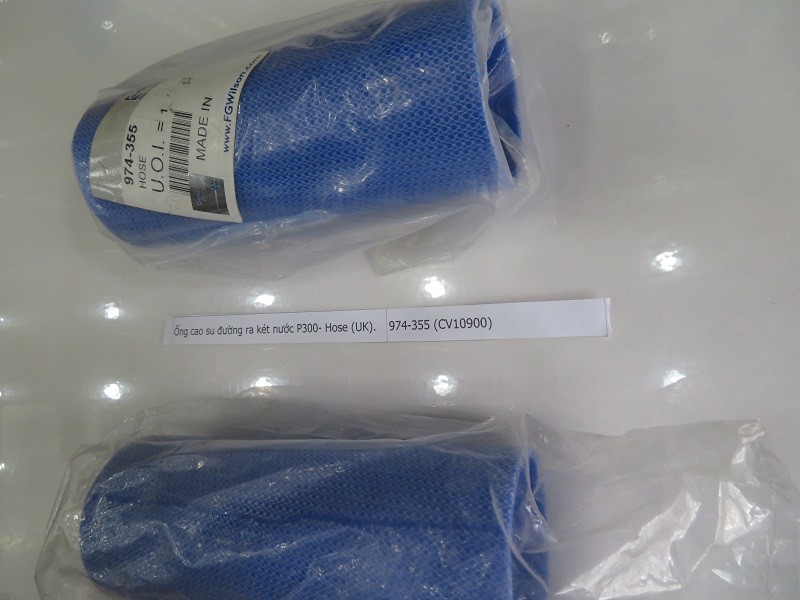 974-355
HOSE
U.O.I. = 1
MADE IN
www.FGWilson.com
Ống cao su đường ra két nước P300- Hose (UK). 974-355 (CV10900)